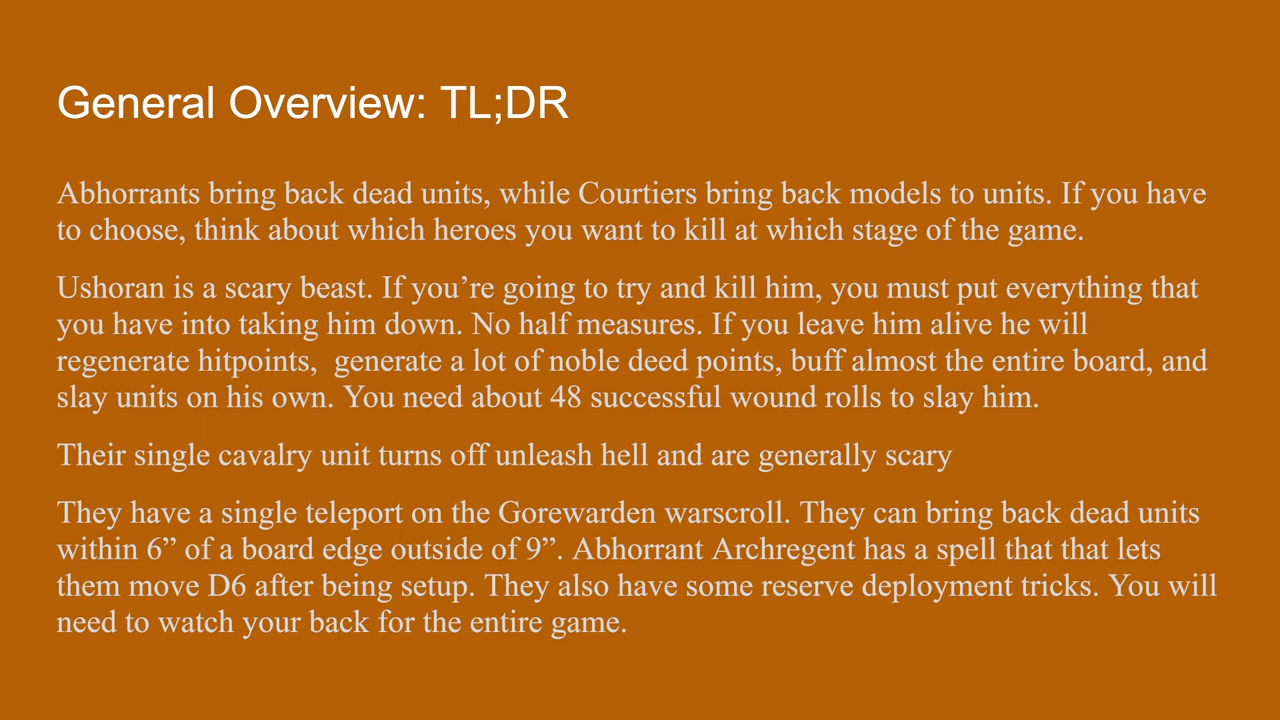 General Overview: TL;DR
Abhorrants bring back dead units, while Courtiers bring back models to units. If you have
to choose, think about which heroes you want to kill at which stage of the game.
Ushoran is a scary beast. If you’re going to try and kill him, you must put everything that
you have into taking him down. No half measures. If you leave him alive he will
regenerate hitpoints,  generate a lot of noble deed points, buff almost the entire board, and
slay units on his own. You need about 48 successful wound rolls to slay him.
Their single cavalry unit turns off unleash hell and are generally scary
They have a single teleport on the Gorewarden warscroll. They can bring back dead units
within 6” of a board edge outside of 9”. Abhorrant Archregent has a spell that that lets
them move D6 after being setup. They also have some reserve deployment tricks. You will
need to watch your back for the entire game.